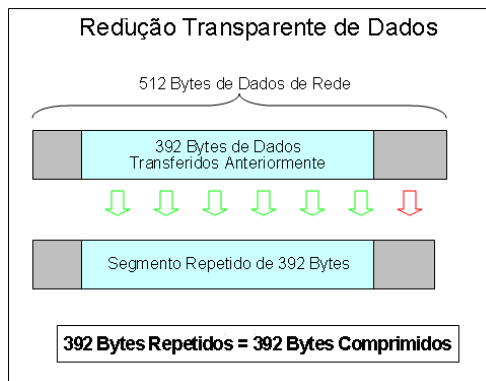 Redução Transparente de Dados
512 Bytes de Dados de Rede
392 Bytes de Dados
Transferidos Anteriormente
Segmento Repetido de 392 Bytes
392 Bytes Repetidos = 392 Bytes Comprimidos